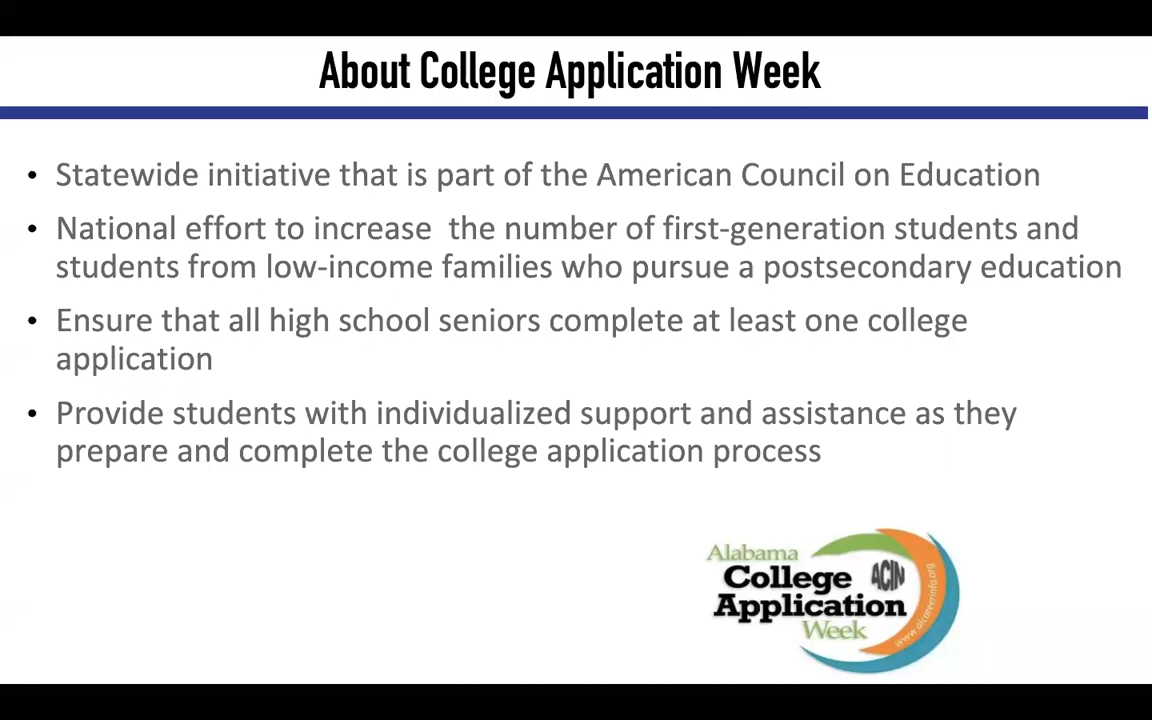 About College Application Week
• Statewide initiative that is part of the American Council on Education
• National effort to increase  the number of first-generation students and
students from low-income families who pursue a postsecondary education
• Ensure that all high school seniors complete at least one college
application
• Provide students with individualized support and assistance as they
prepare and complete the college application process
Alabama
College
Application
Week
ACIN
www.alcareerinfo.org